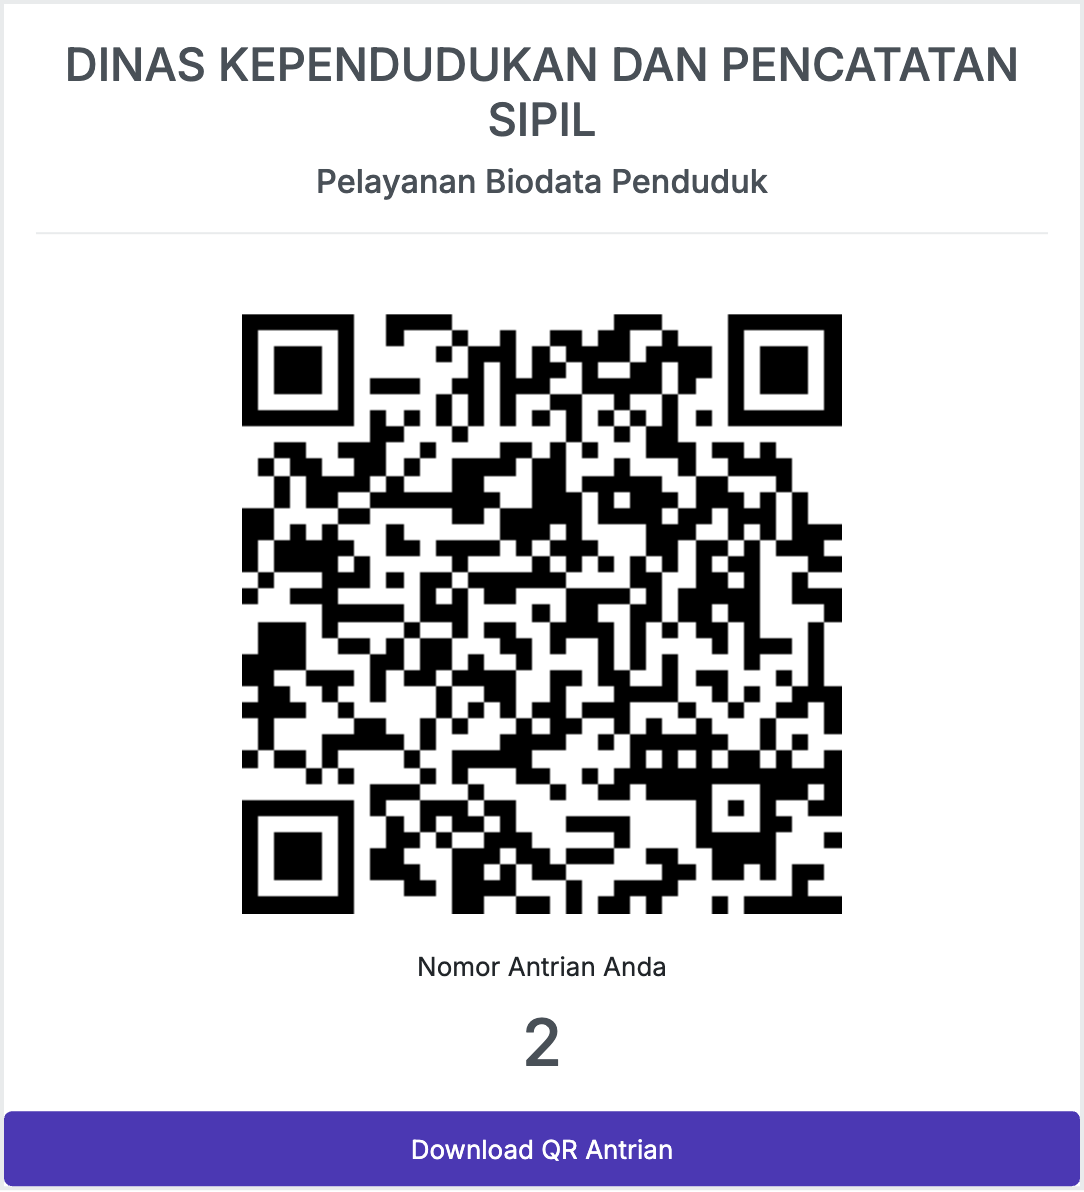 DINAS KEPENDUDUKAN DAN PENCATATAN
SIPIL
Pelayanan Biodata Penduduk
Nomor Antrian Anda
2
Download QR Antrian